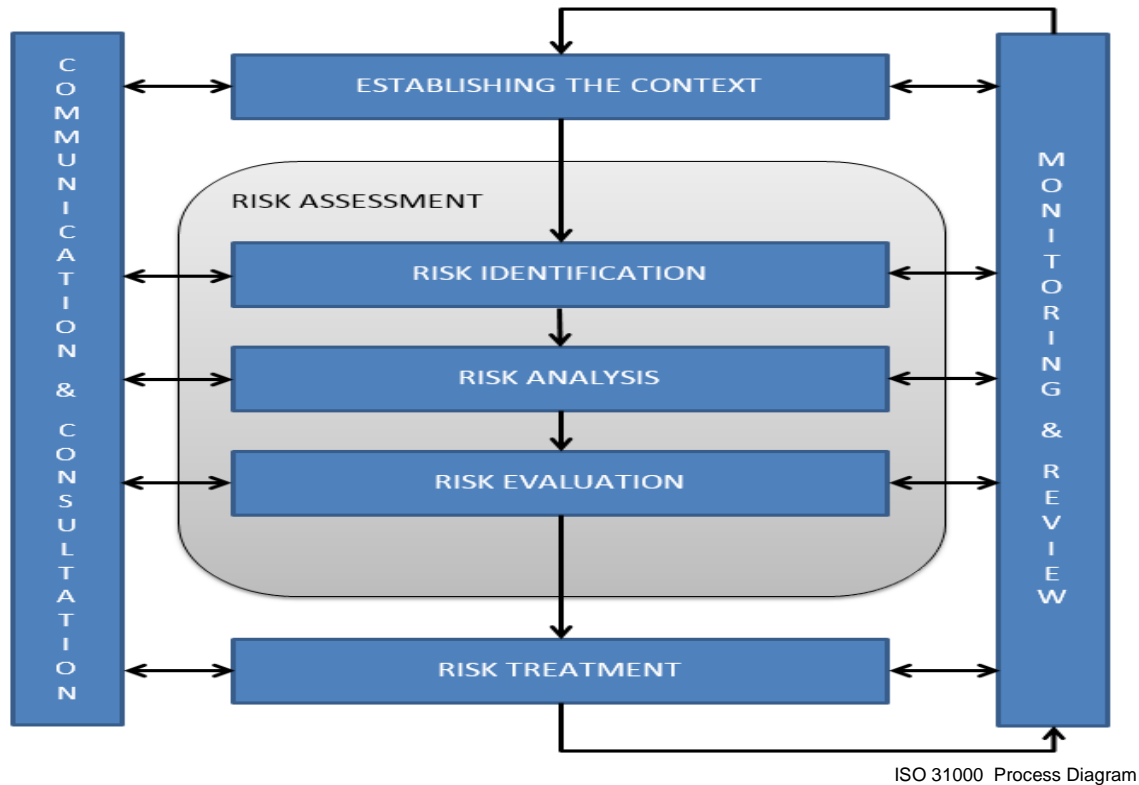 COMMUNICATION & CONSULTATION
ESTABLISHING THE CONTEXT
RISK ASSESSMENT
RISK IDENTIFICATION
RISK ANALYSIS
RISK EVALUATION
RISK TREATMENT
MONITORING & REVIEW
ISO 31000 Process Diagram